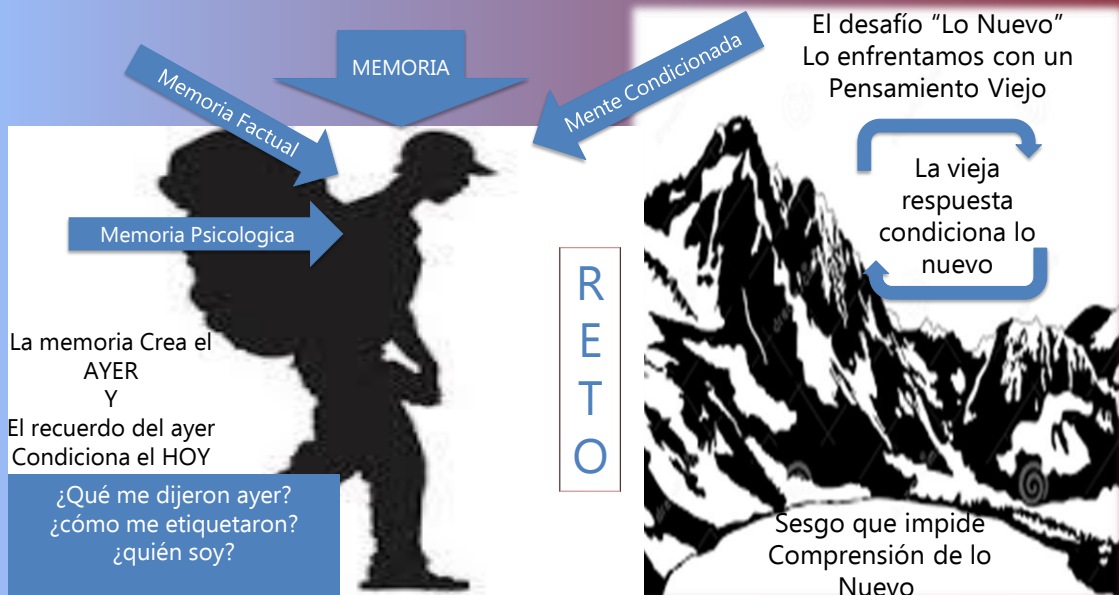 MEMORIA
Memoria Factual
Mente Condicionada
Memoria Psicologica
La memoria Crea el
AYER
Y
El recuerdo del ayer
Condiciona el HOY
¿Qué me dijeron ayer?
¿cómo me etiquetaron?
¿quién soy?
R
E
T
O
El desafío “Lo Nuevo”
Lo enfrentamos con un
Pensamiento Viejo
La vieja
respuesta
condiciona lo
nuevo
Sesgo que impide
Comprensión de lo
Nuevo